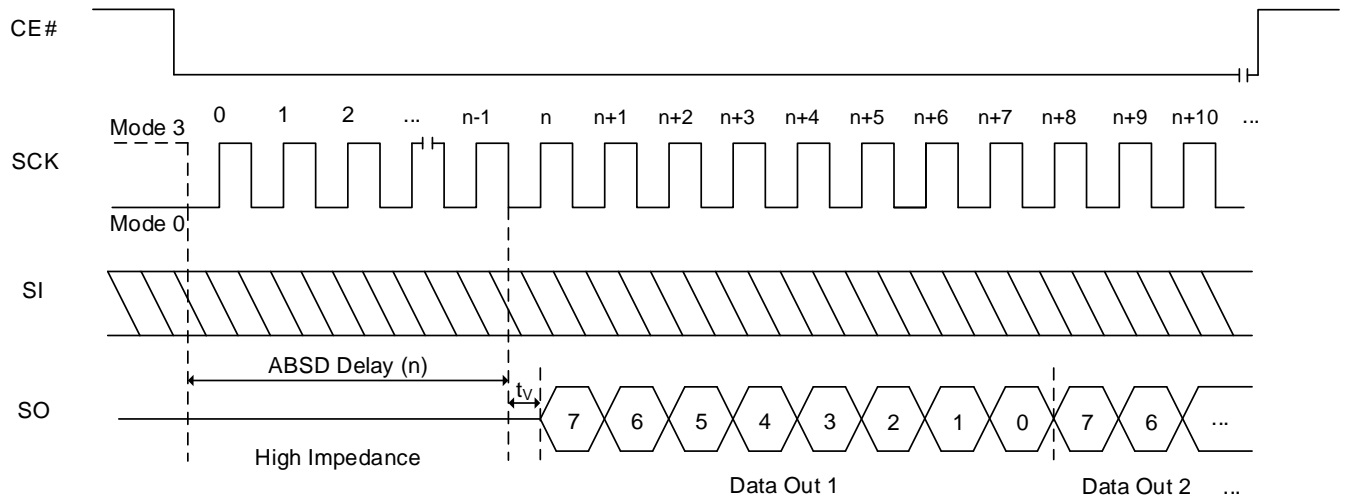 CE#
0 1 2 ... n-1 n n+1 n+2 n+3 n+4 n+5 n+6 n+7 n+8 n+9 n+10 ...
Mode 3
SCK
Mode 0
SI
ABSD Delay (n)
tV
SO
7 6 5 4 3 2 1 0 7 6 ...
High Impedance
Data Out 1 Data Out 2 ...